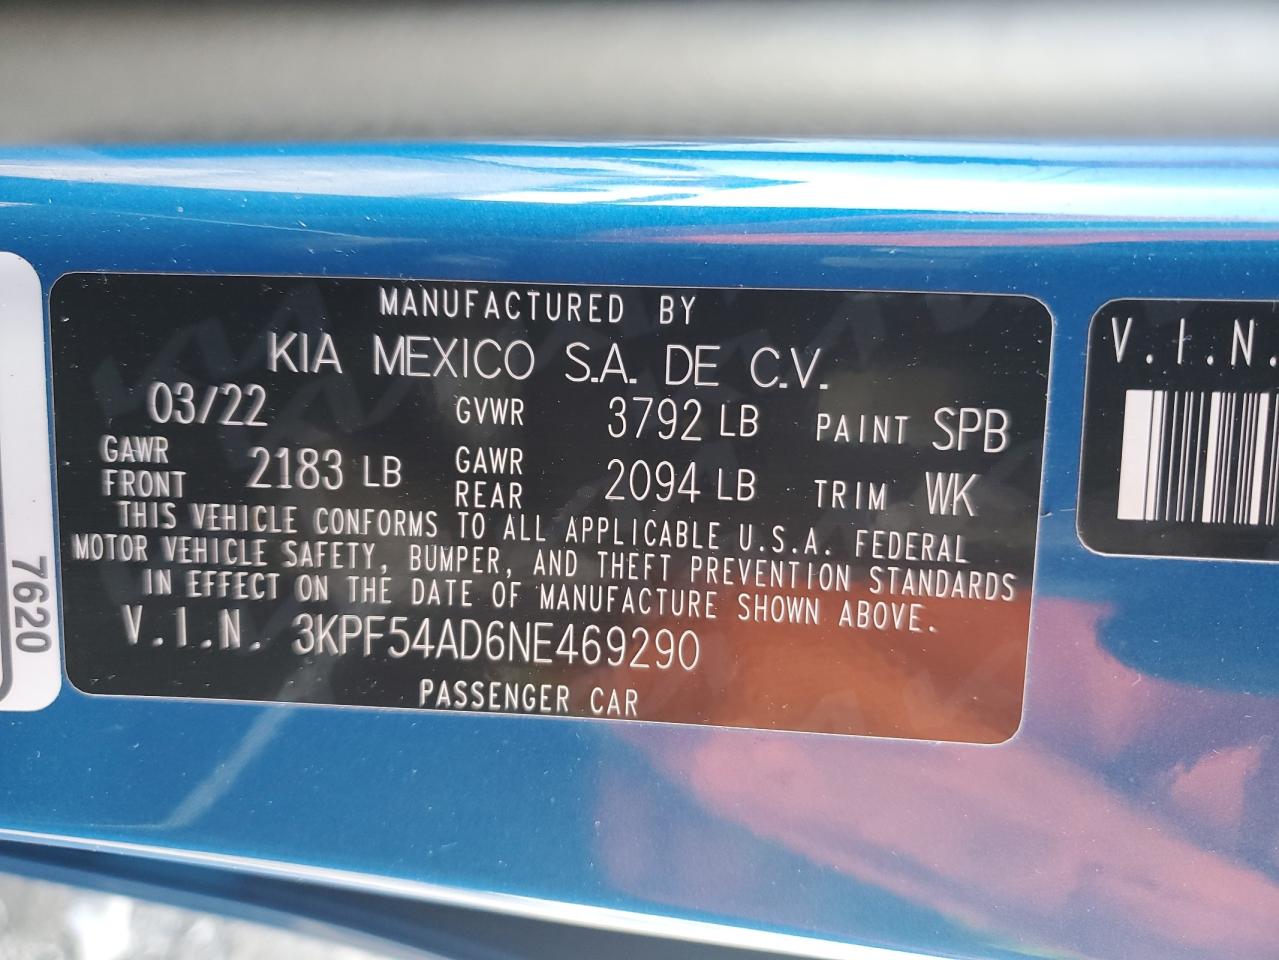 MANUFACTURED BY
KIA MEXICO S.A. DE C.V.
03/22 GVWR 3792 LB PAINT SPB
GAWR FRONT 2183 LB GAWR REAR 2094 LB TRIM WK
THIS VEHICLE CONFORMS TO ALL APPLICABLE U.S.A. FEDERAL
MOTOR VEHICLE SAFETY, BUMPER, AND THEFT PREVENTION STANDARDS
IN EFFECT ON THE DATE OF MANUFACTURE SHOWN ABOVE.
V.I.N. 3KPF54AD6NE469290
PASSENGER CAR
V.I.N.
7620